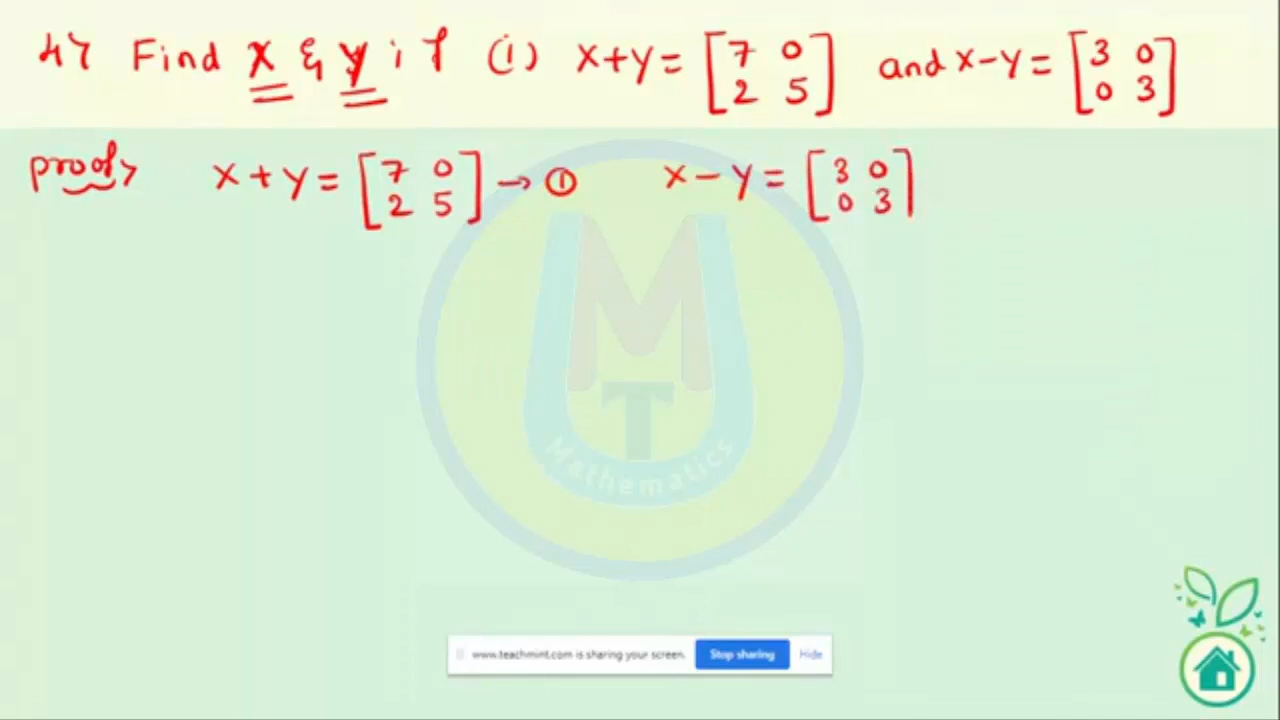 47 Find X & Y if (i) X+Y = [7 0 2 5] and X-Y = [3 0 0 3]
proof> X+Y = [7 0 2 5] → ① X-Y = [3 0 0 3]
M
T
Mathematics
www.teachmint.com is sharing your screen. Stop sharing Hide